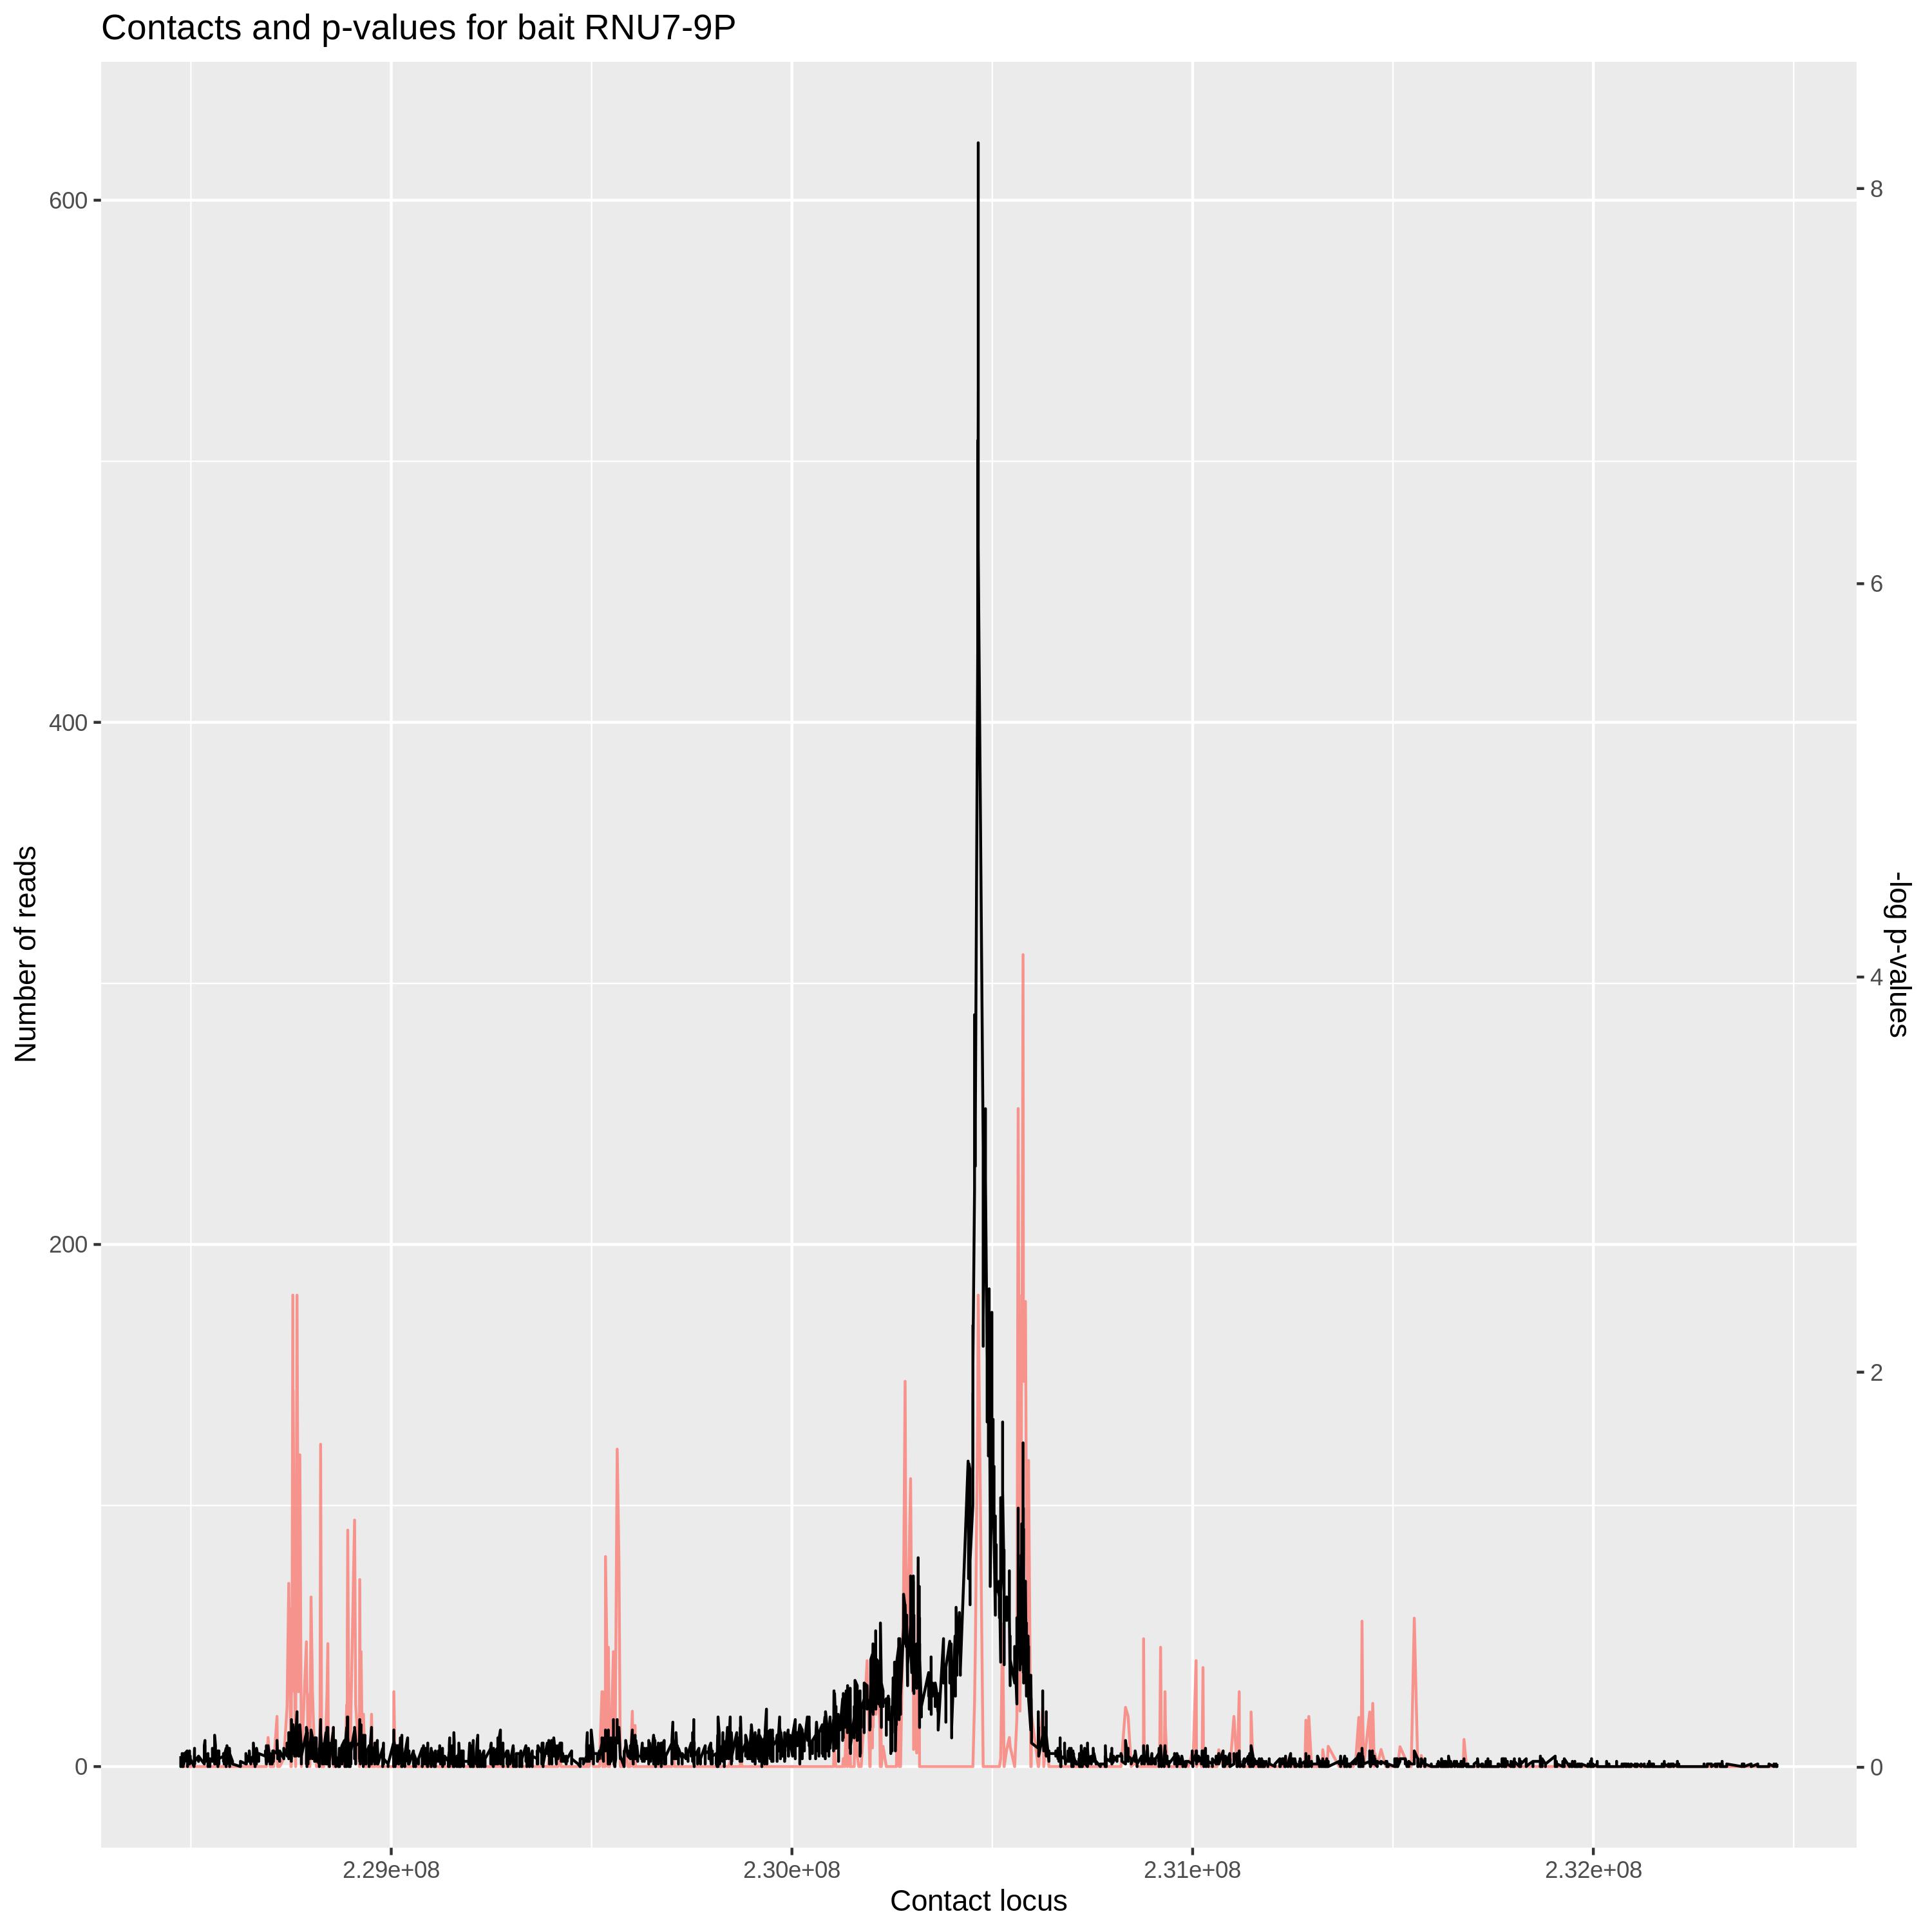 Contacts and p-values for bait RNU7-9P
600
400
200
0
Number of reads
8
6
4
2
0
-log p-values
2.29e+08
2.30e+08
2.31e+08
2.32e+08
Contact locus